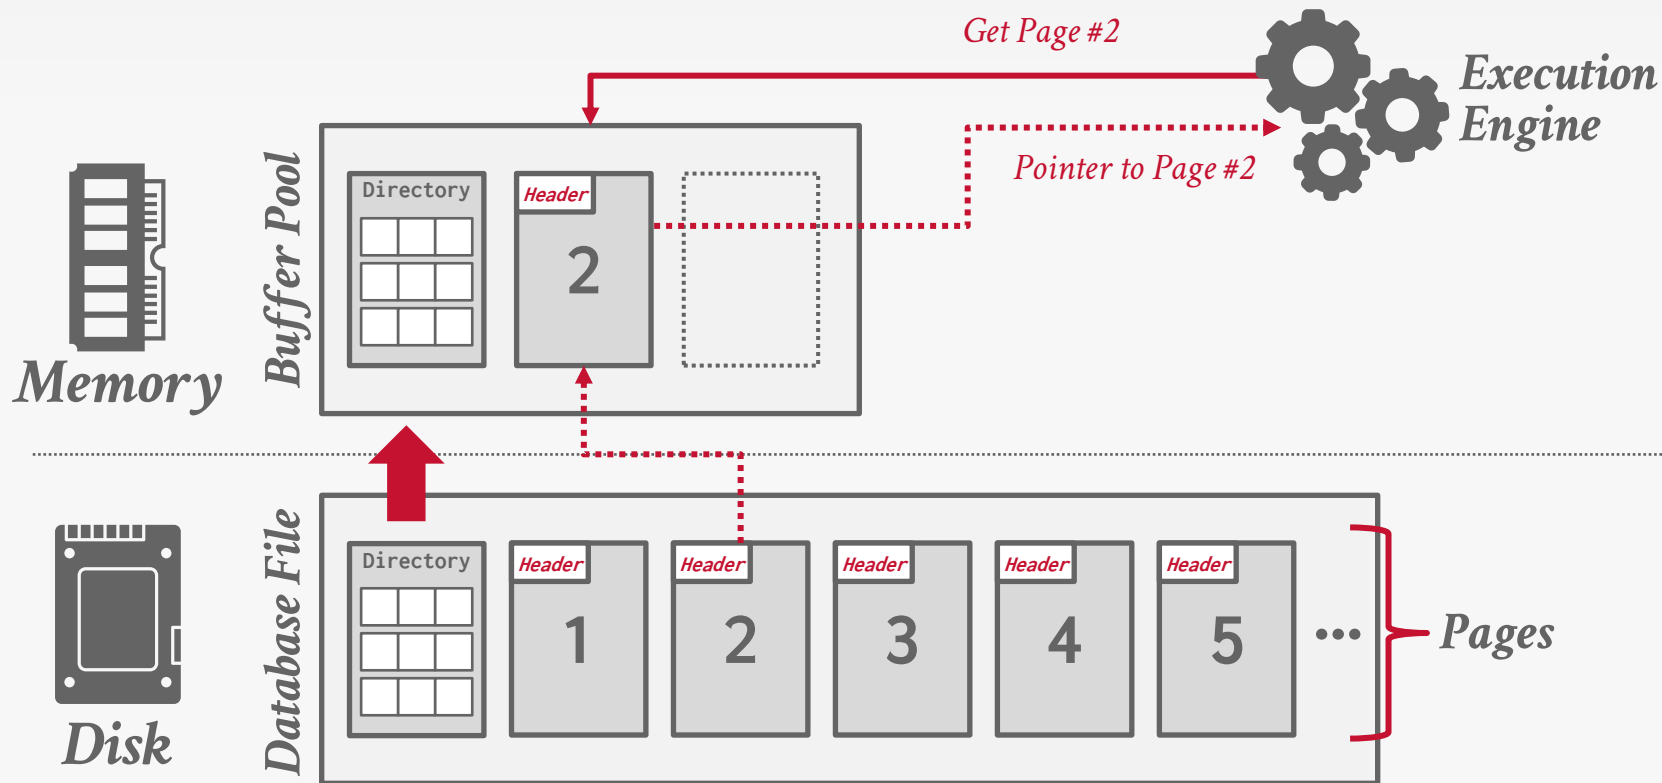 Get Page #2
Execution
Engine
Pointer to Page #2
Memory
Buffer Pool
Directory
Header
2
Disk
Database File
Directory
Header
1
Header
2
Header
3
Header
4
Header
5
...
Pages